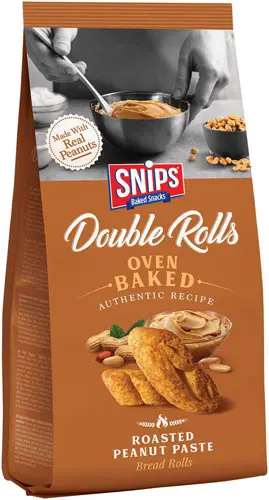 Made With
Real
Peanuts
SNIPS
Baked Snacks
Double Rolls
OVEN
BAKED
AUTHENTIC RECIPE
ROASTED
PEANUT PASTE
Bread Rolls